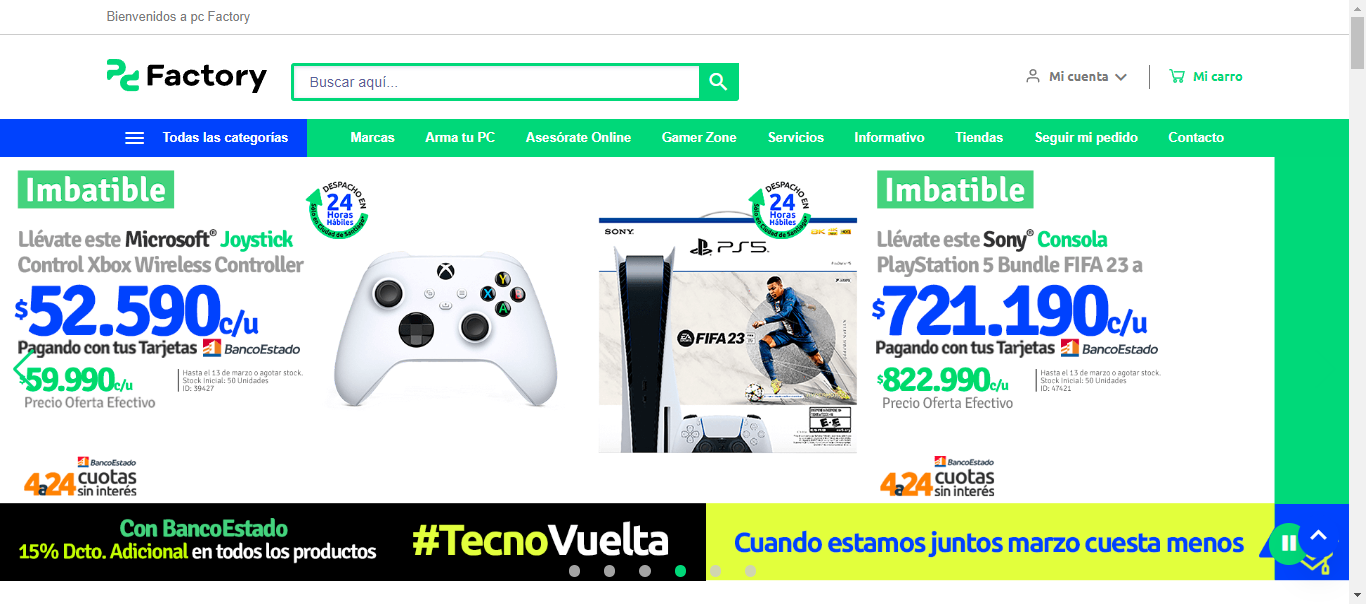 Bienvenidos a pc Factory
Factory
Buscar aquí...
Mi cuenta
Mi carro
Todas las categorías
Marcas
Arma tu PC
Asesórate Online
Gamer Zone
Servicios
Informativo
Tiendas
Seguir mi pedido
Contacto
Imbatible
DESPACHO EN
24
Horas
Hábiles
Sólo en Ciudad de Santiago
Llévate este Microsoft® Joystick
Control Xbox Wireless Controller
$52.590c/u
Pagando con tus Tarjetas BancoEstado
$59.990c/u
Precio Oferta Efectivo
Hasta el 13 de marzo o agotar stock.
Stock Inicial: 50 Unidades
ID: 39427
Y
X
B
A
BancoEstado
4a24 cuotas
sin interés
SONY
PS5
EA FIFA 23
E-E
DESPACHO EN
24
Horas
Hábiles
Sólo en Ciudad de Santiago
Imbatible
Llévate este Sony® Consola
PlayStation 5 Bundle FIFA 23 a
$721.190c/u
Pagando con tus Tarjetas BancoEstado
$822.990c/u
Precio Oferta Efectivo
Hasta el 13 de marzo o agotar stock.
Stock Inicial: 50 Unidades
ID: 47421
BancoEstado
4a24 cuotas
sin interés
Con BancoEstado
15% Dcto. Adicional en todos los productos
#TecnoVuelta
Cuando estamos juntos marzo cuesta menos